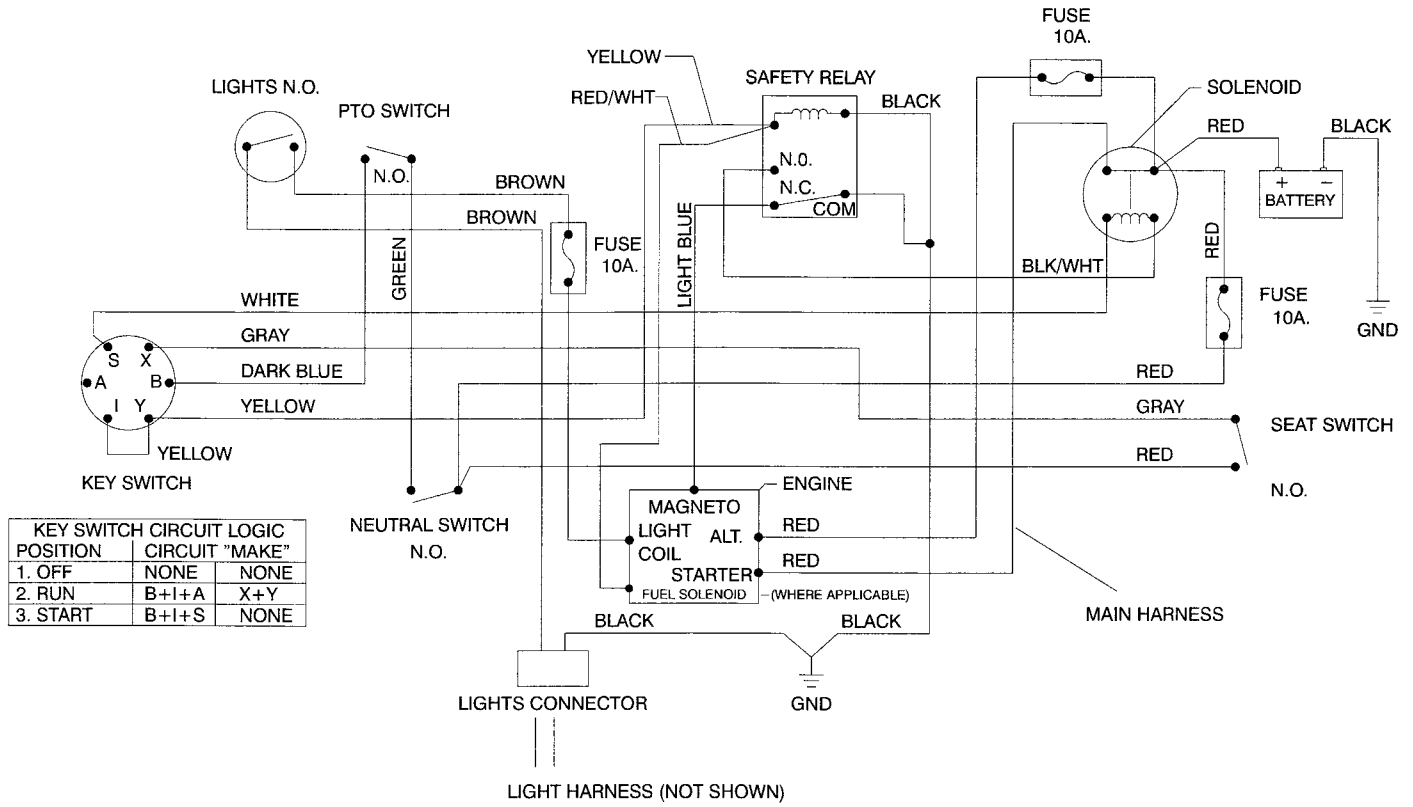 FUSE
10A.
YELLOW
LIGHTS N.O.
SAFETY RELAY
SOLENOID
RED/WHT
BLACK
PTO SWITCH
RED
BLACK
N.O.
N.O.
+ −
BATTERY
BROWN
N.C.
COM
BROWN
FUSE
10A.
GREEN
LIGHT BLUE
RED
BLK/WHT
FUSE
10A.
WHITE
GND
GRAY
S X
A B
I Y
DARK BLUE
RED
YELLOW
GRAY
SEAT SWITCH
YELLOW
RED
KEY SWITCH
N.O.
ENGINE
MAGNETO
NEUTRAL SWITCH
N.O.
LIGHT
COIL
ALT.
RED
STARTER
RED
FUEL SOLENOID
(WHERE APPLICABLE)
KEY SWITCH CIRCUIT LOGIC
POSITION CIRCUIT "MAKE"
1. OFF NONE NONE
2. RUN B+I+A X+Y
3. START B+I+S NONE
MAIN HARNESS
BLACK
BLACK
LIGHTS CONNECTOR
GND
LIGHT HARNESS (NOT SHOWN)